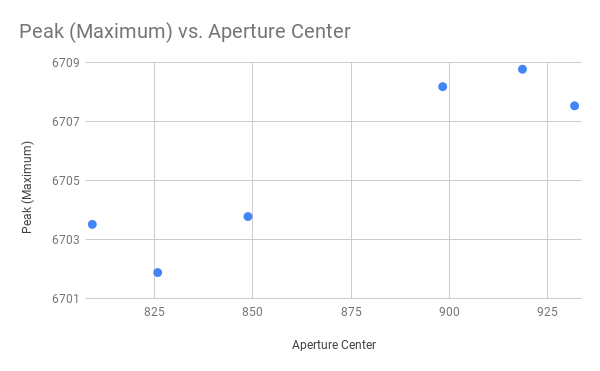 Peak (Maximum) vs. Aperture Center
6709
6707
6705
6703
6701
Peak (Maximum)
825 850 875 900 925
Aperture Center